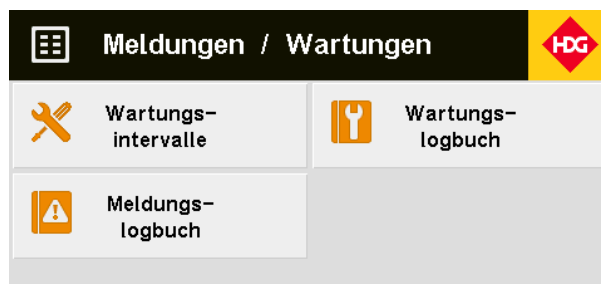 Meldungen / Wartungen
HDG
Wartungs-
intervalle
Wartungs-
logbuch
Meldungs-
logbuch